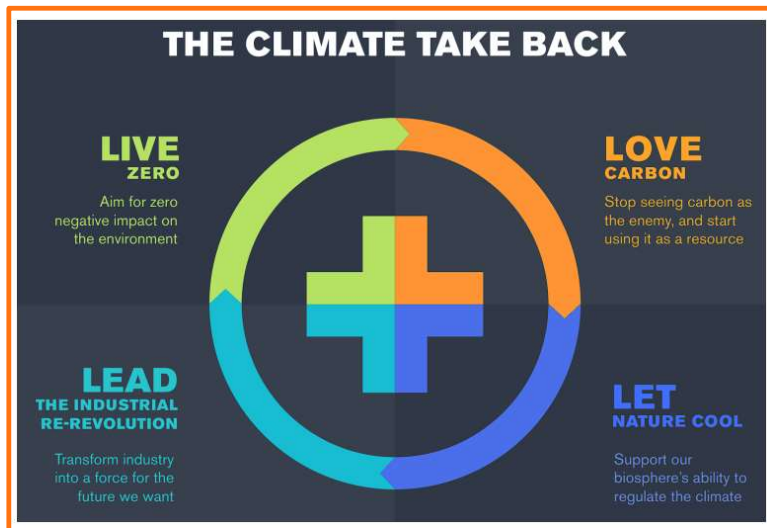 THE CLIMATE TAKE BACK
LIVE
ZERO
Aim for zero
negative impact on
the environment
LOVE
CARBON
Stop seeing carbon as
the enemy, and start
using it as a resource
LEAD
THE INDUSTRIAL
RE-REVOLUTION
Transform industry
into a force for the
future we want
LET
NATURE COOL
Support our
biosphere's ability to
regulate the climate